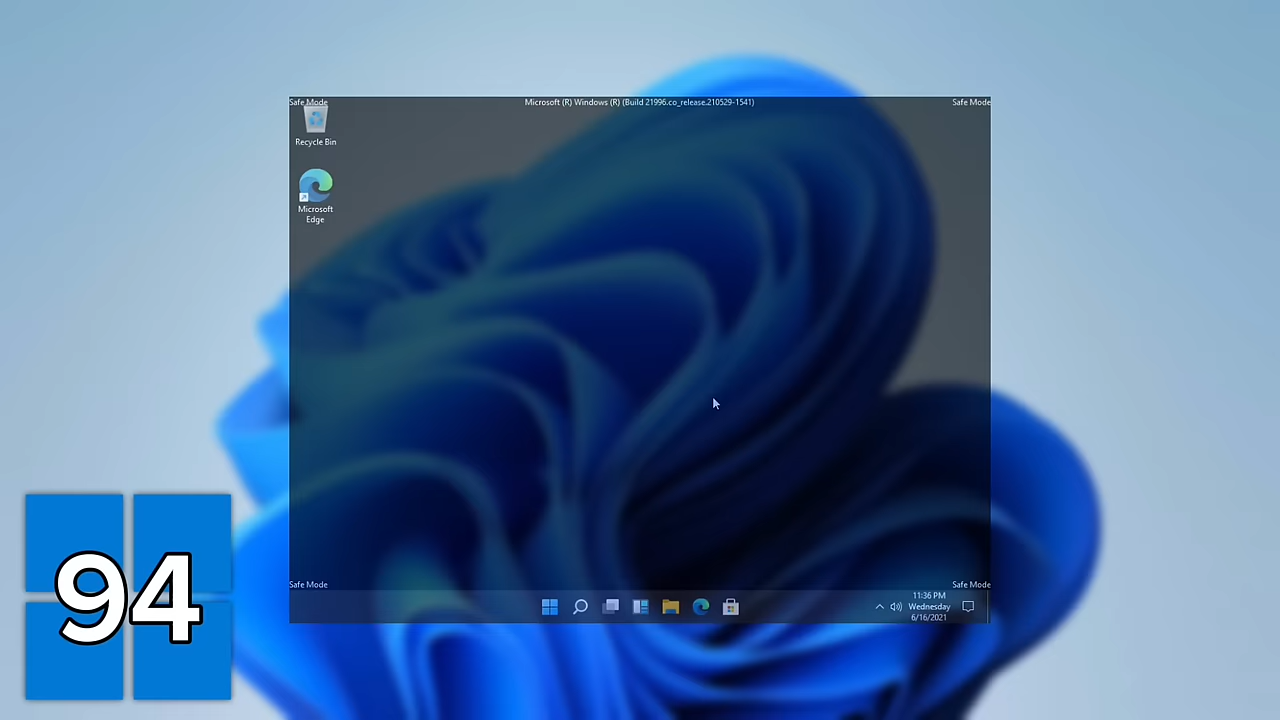 Safe Mode
Microsoft (R) Windows (R) (Build 21996.co_release.210529-1541)
Safe Mode
Recycle Bin
Microsoft
Edge
94
Safe Mode
Safe Mode
11:36 PM
Wednesday
6/16/2021